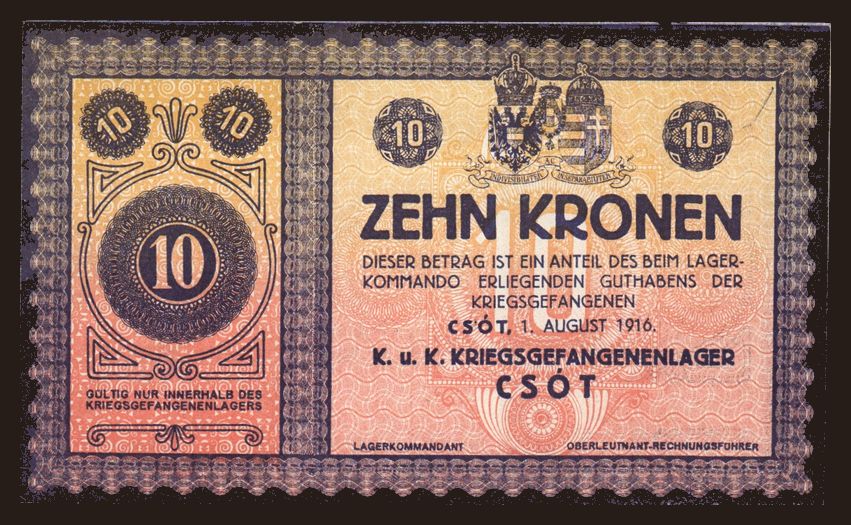 10
10
10
GÜLTIG NUR INNERHALB DES
KRIEGSGEFANGENENLAGERS
10
10
INDIVISIBILITER AC INSEPARABILITER
ZEHN KRONEN
10
DIESER BETRAG IST EIN ANTEIL DES BEIM LAGER-
KOMMANDO ERLIEGENDEN GUTHABENS DER
KRIEGSGEFANGENEN
CSÓT, 1. AUGUST 1916.
K. u. K. KRIEGSGEFANGENENLAGER
CSÓT
LAGERKOMMANDANT
OBERLEUTNANT-RECHNUNGSFÜHRER